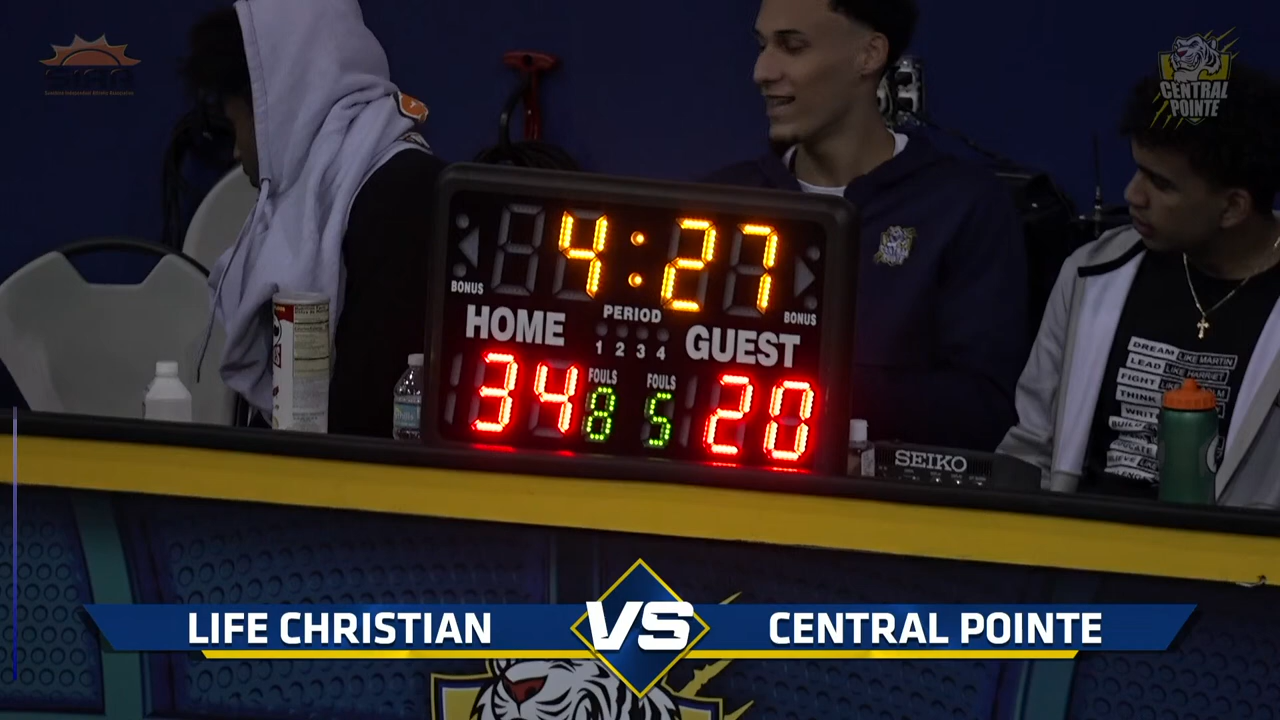 CENTRAL
POINTE
4:27
BONUS
BONUS
HOME
PERIOD
GUEST
1 2 3 4
34
FOULS
8
FOULS
5
20
SEIKO
DREAM LIKE MARTIN
LEAD LIKE HARRIET
FIGHT LIKE
THINK
LIFE CHRISTIAN
VS
CENTRAL POINTE